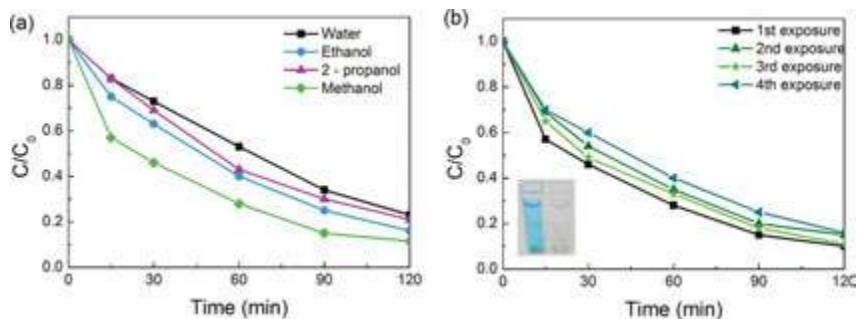 (a)
Water
Ethanol
2 - propanol
Methanol
C/C0
1.0
0.8
0.6
0.4
0.2
0.0
0 30 60 90 120
Time (min)
(b)
1st exposure
2nd exposure
3rd exposure
4th exposure
C/C0
1.0
0.8
0.6
0.4
0.2
0.0
0 30 60 90 120
Time (min)